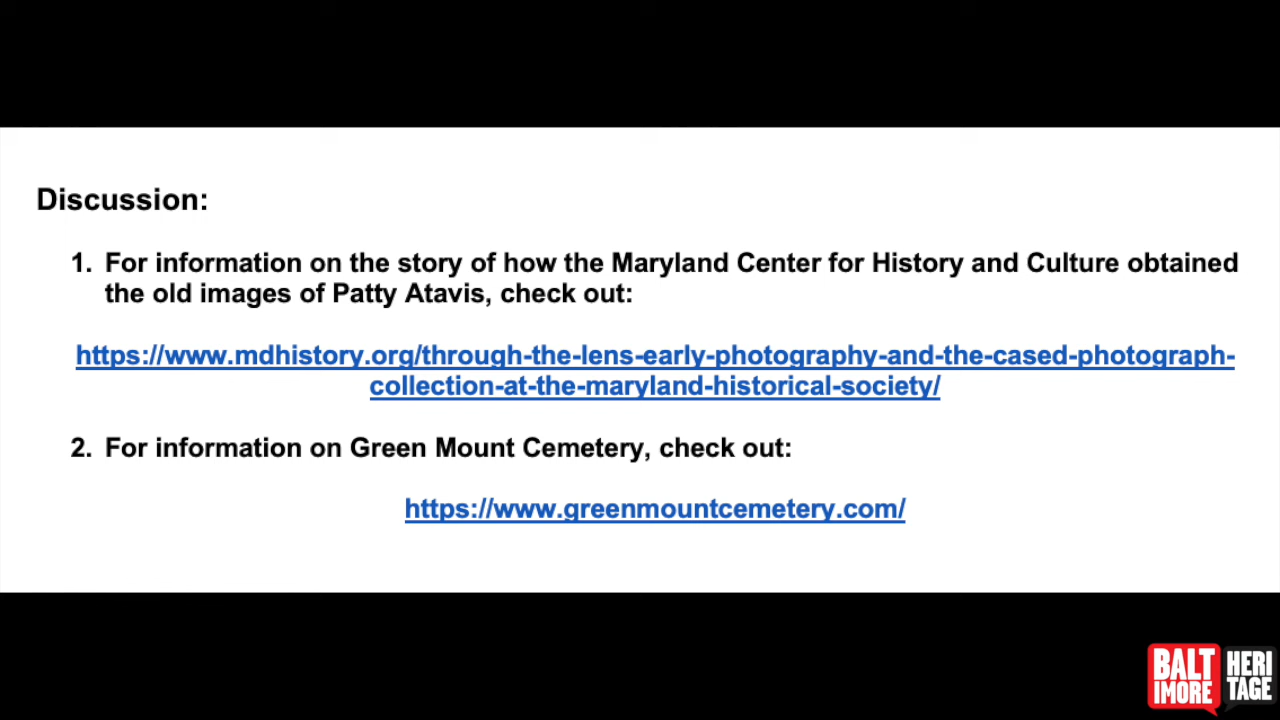 Discussion:
1. For information on the story of how the Maryland Center for History and Culture obtained
the old images of Patty Atavis, check out:
https://www.mdhistory.org/through-the-lens-early-photography-and-the-cased-photograph-
collection-at-the-maryland-historical-society/
2. For information on Green Mount Cemetery, check out:
https://www.greenmountcemetery.com/
BALT
IMORE
HERI
TAGE